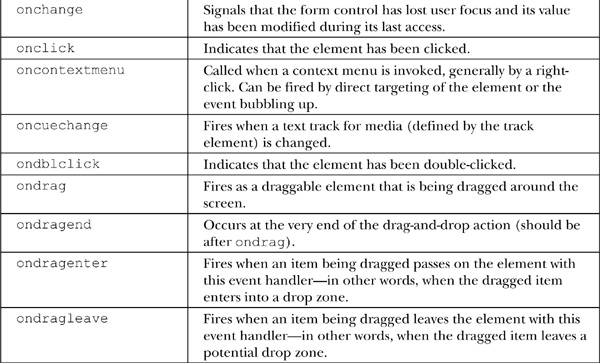 onchange Signals that the form control has lost user focus and its value
has been modified during its last access.
onclick Indicates that the element has been clicked.
oncontextmenu Called when a context menu is invoked, generally by a right-
click. Can be fired by direct targeting of the element or the
event bubbling up.
oncuechange Fires when a text track for media (defined by the track
element) is changed.
ondblclick Indicates that the element has been double-clicked.
ondrag Fires as a draggable element that is being dragged around the
screen.
ondragend Occurs at the very end of the drag-and-drop action (should be
after ondrag).
ondragenter Fires when an item being dragged passes on the element with
this event handler—in other words, when the dragged item
enters into a drop zone.
ondragleave Fires when an item being dragged leaves the element with this
event handler—in other words, when the dragged item leaves a
potential drop zone.